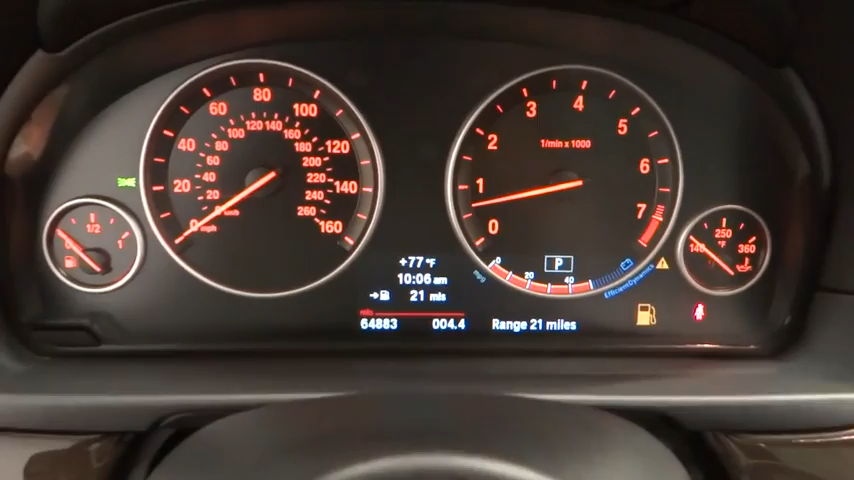 20 40 60 80 100 120 140 160
20 40 60 80 100 120 140 160 180 200 220 240 260
0 mph
km/h
0 1 2 3 4 5 6 7
1/min x 1000
0 1/2 1
140 250 360
°F
+77 °F
10:06 am
21 mls
mls
64883 004.4
P
mpg 0 20 40
EfficientDynamics
Range 21 miles